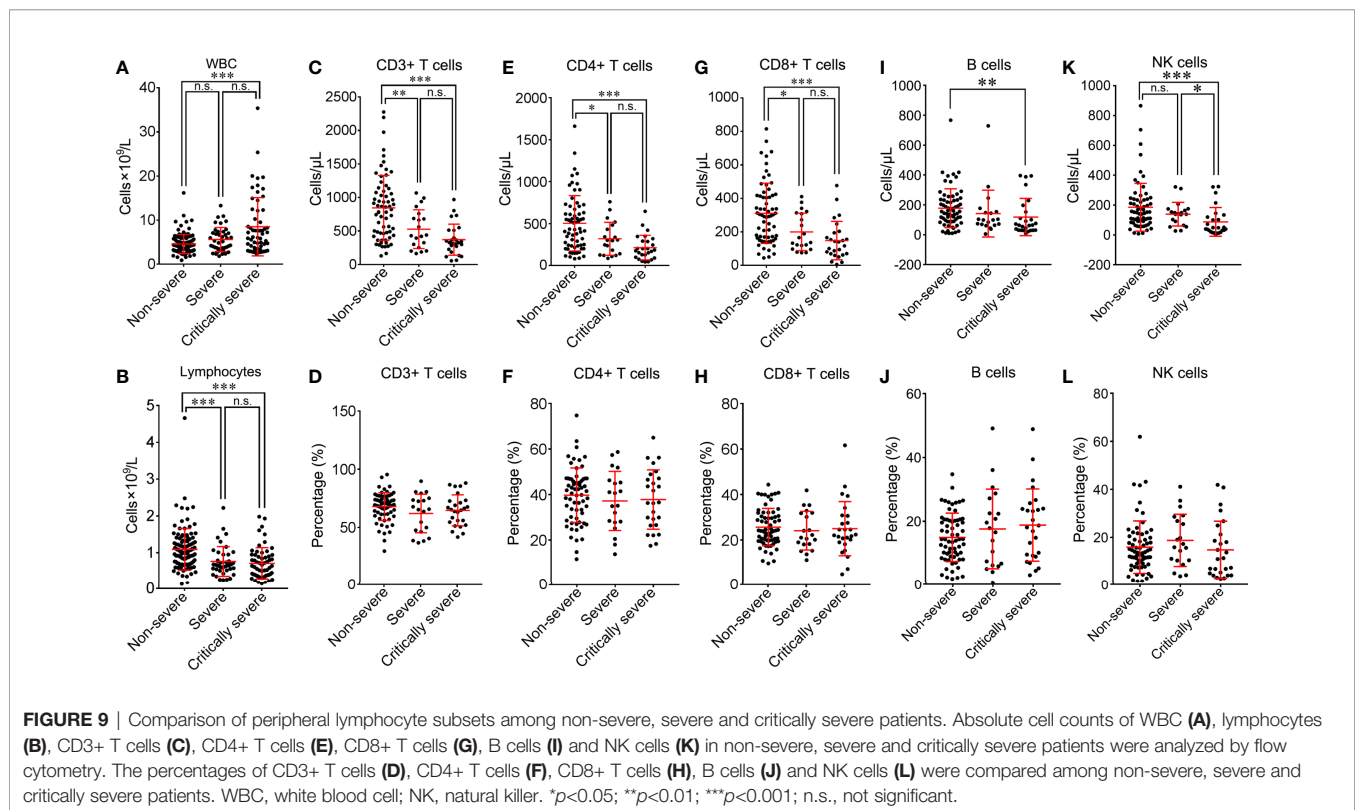 A WBC
***
n.s. n.s.
Cells×10⁹/L
40
30
20
10
5
0
Non-severe
Severe
Critically severe
C CD3+ T cells
***
** n.s.
Cells/μL
2500
2000
1500
1000
500
0
Non-severe
Severe
Critically severe
E CD4+ T cells
***
* n.s.
Cells/μL
2000
1500
1000
500
0
Non-severe
Severe
Critically severe
G CD8+ T cells
***
* n.s.
Cells/μL
1000
800
600
400
200
0
Non-severe
Severe
Critically severe
I B cells
**
Cells/μL
1000
800
600
400
200
0
-200
Non-severe
Severe
Critically severe
K NK cells
***
n.s. *
Cells/μL
1000
800
600
400
200
0
-200
Non-severe
Severe
Critically severe
B Lymphocytes
***
*** n.s.
Cells×10⁹/L
5
4
3
2
1
0
Non-severe
Severe
Critically severe
D CD3+ T cells
Percentage (%)
150
100
50
0
Non-severe
Severe
Critically severe
F CD4+ T cells
Percentage (%)
80
60
40
20
0
Non-severe
Severe
Critically severe
H CD8+ T cells
Percentage (%)
80
60
40
20
0
Non-severe
Severe
Critically severe
J B cells
Percentage (%)
60
40
20
0
Non-severe
Severe
Critically severe
L NK cells
Percentage (%)
80
60
40
20
0
Non-severe
Severe
Critically severe
FIGURE 9 | Comparison of peripheral lymphocyte subsets among non-severe, severe and critically severe patients. Absolute cell counts of WBC (A), lymphocytes
(B), CD3+ T cells (C), CD4+ T cells (E), CD8+ T cells (G), B cells (I) and NK cells (K) in non-severe, severe and critically severe patients were analyzed by flow
cytometry. The percentages of CD3+ T cells (D), CD4+ T cells (F), CD8+ T cells (H), B cells (J) and NK cells (L) were compared among non-severe, severe and
critically severe patients. WBC, white blood cell; NK, natural killer. *p<0.05; **p<0.01; ***p<0.001; n.s., not significant.